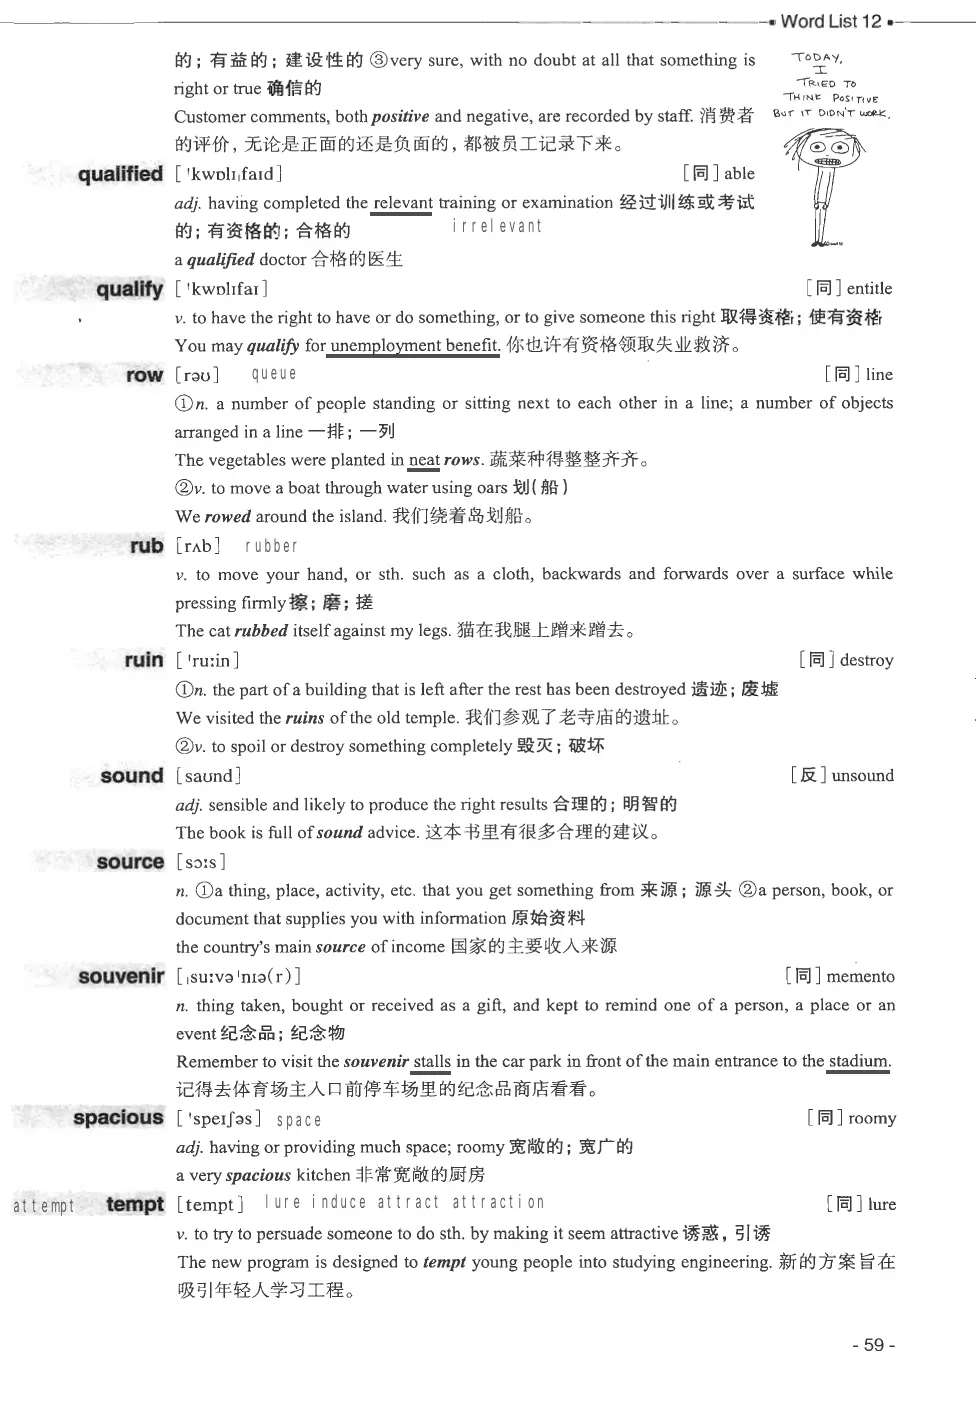 Word List 12
的；有益的；建设性的 ③very sure, with no doubt at all that something is
right or true 确信的
Customer comments, both positive and negative, are recorded by staff. 消费者
的评价，无论是正面的还是负面的，都被员工记录下来。
TODAY,
I
TRIED TO
THINK POSITIVE
BUT IT DIDN'T WORK.
qualified [ˈkwɒlɪˌfaɪd] [同] able
adj. having completed the relevant training or examination 经过训练或考试
的；有资格的；合格的 irrelevant
a qualified doctor 合格的医生
qualify [ˈkwɒlɪfaɪ] [同] entitle
v. to have the right to have or do something, or to give someone this right 取得资格；使有资格
You may qualify for unemployment benefit. 你也许有资格领取失业救济。
row [rəʊ] queue [同] line
①n. a number of people standing or sitting next to each other in a line; a number of objects
arranged in a line 一排；一列
The vegetables were planted in neat rows. 蔬菜种得整整齐齐。
②v. to move a boat through water using oars 划(船)
We rowed around the island. 我们绕着岛划船。
rub [rʌb] rubber
v. to move your hand, or sth. such as a cloth, backwards and forwards over a surface while
pressing firmly 擦；磨；搓
The cat rubbed itself against my legs. 猫在我腿上蹭来蹭去。
ruin [ˈruːin] [同] destroy
①n. the part of a building that is left after the rest has been destroyed 遗迹；废墟
We visited the ruins of the old temple. 我们参观了老寺庙的遗址。
②v. to spoil or destroy something completely 毁灭；破坏
sound [saʊnd] [反] unsound
adj. sensible and likely to produce the right results 合理的；明智的
The book is full of sound advice. 这本书里有很多合理的建议。
source [sɔːs]
n. ①a thing, place, activity, etc. that you get something from 来源；源头 ②a person, book, or
document that supplies you with information 原始资料
the country's main source of income 国家的主要收入来源
souvenir [ˌsuːvəˈnɪə(r)] [同] memento
n. thing taken, bought or received as a gift, and kept to remind one of a person, a place or an
event 纪念品；纪念物
Remember to visit the souvenir stalls in the car park in front of the main entrance to the stadium.
记得去体育场主入口前停车场里的纪念品商店看看。
spacious [ˈspeɪʃəs] space [同] roomy
adj. having or providing much space; roomy 宽敞的；宽广的
a very spacious kitchen 非常宽敞的厨房
attempt tempt [tempt] lure induce attract attraction [同] lure
v. to try to persuade someone to do sth. by making it seem attractive 诱惑，引诱
The new program is designed to tempt young people into studying engineering. 新的方案旨在
吸引年轻人学习工程。
- 59 -